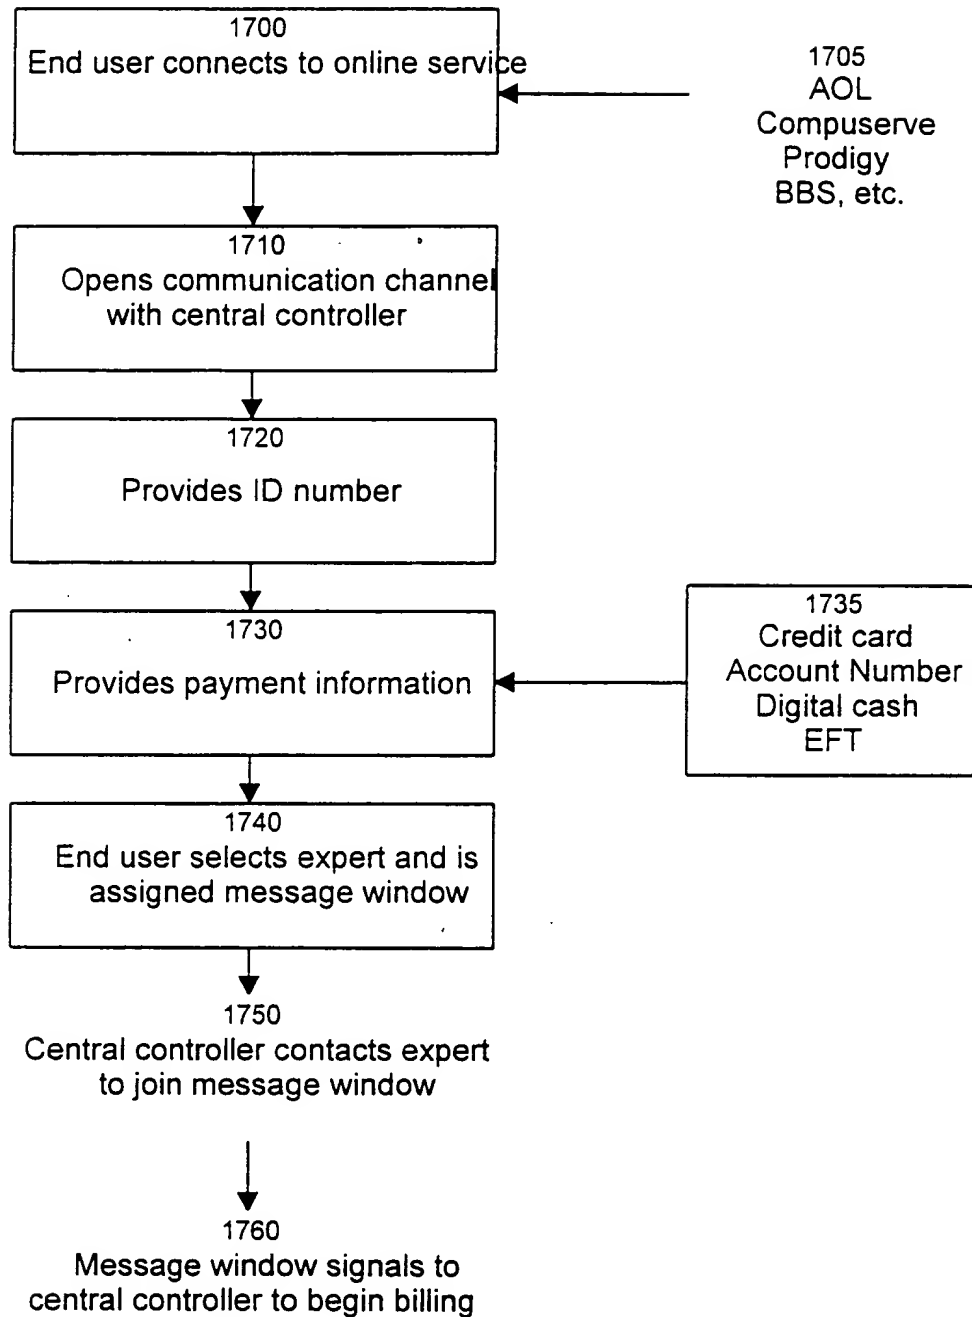 1700
End user connects to online service
1705
AOL
Compuserve
Prodigy
BBS, etc.
1710
Opens communication channel
with central controller
1720
Provides ID number
1730
Provides payment information
1735
Credit card
Account Number
Digital cash
EFT
1740
End user selects expert and is
assigned message window
1750
Central controller contacts expert
to join message window
1760
Message window signals to
central controller to begin billing